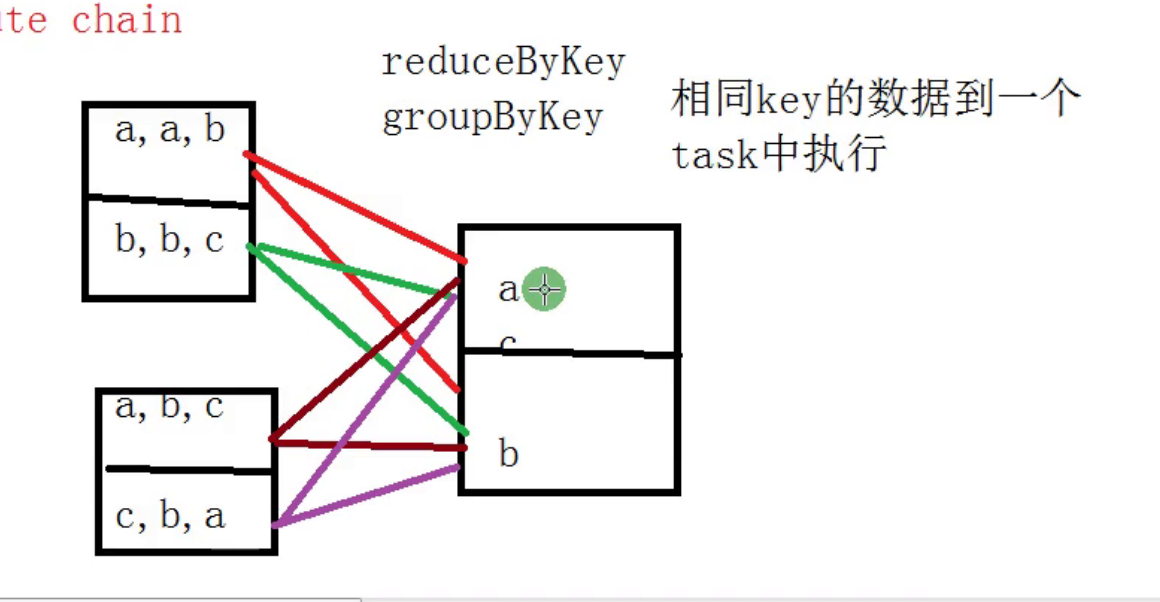 ute chain
reduceByKey
groupByKey
相同key的数据到一个
task中执行
a,a,b
b,b,c
a,b,c
c,b,a
a
c
b